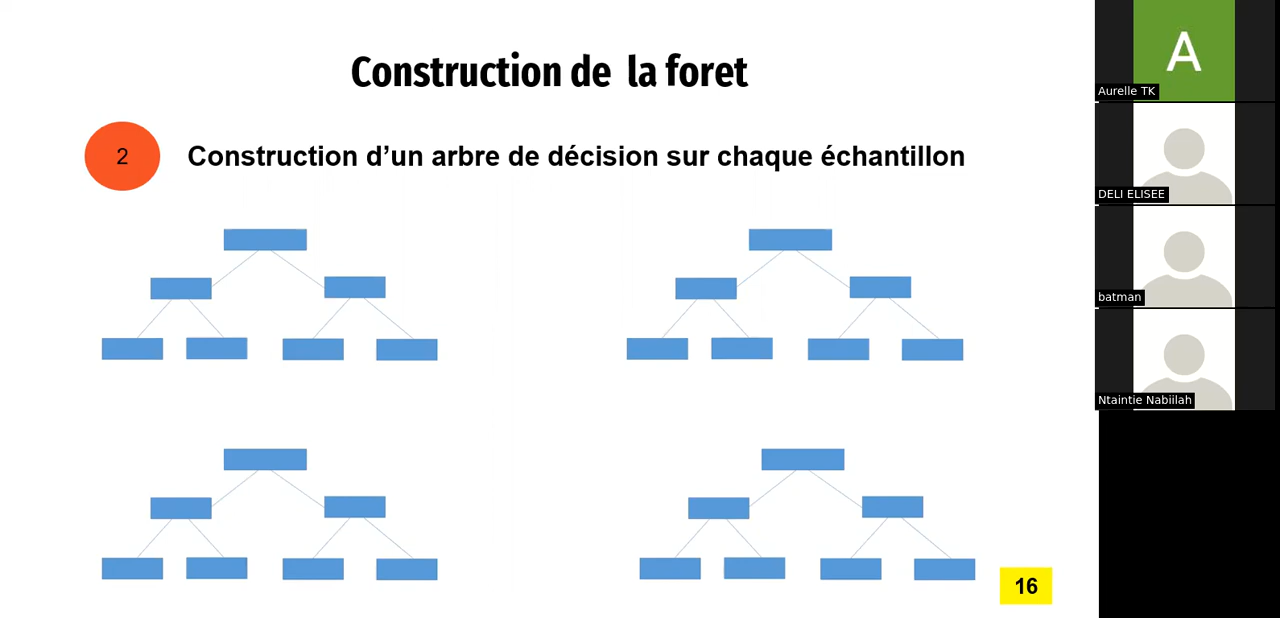 Construction de la foret
2
Construction d’un arbre de décision sur chaque échantillon
16
A
Aurelle TK
DELI ELISEE
batman
Ntaintie Nabiilah